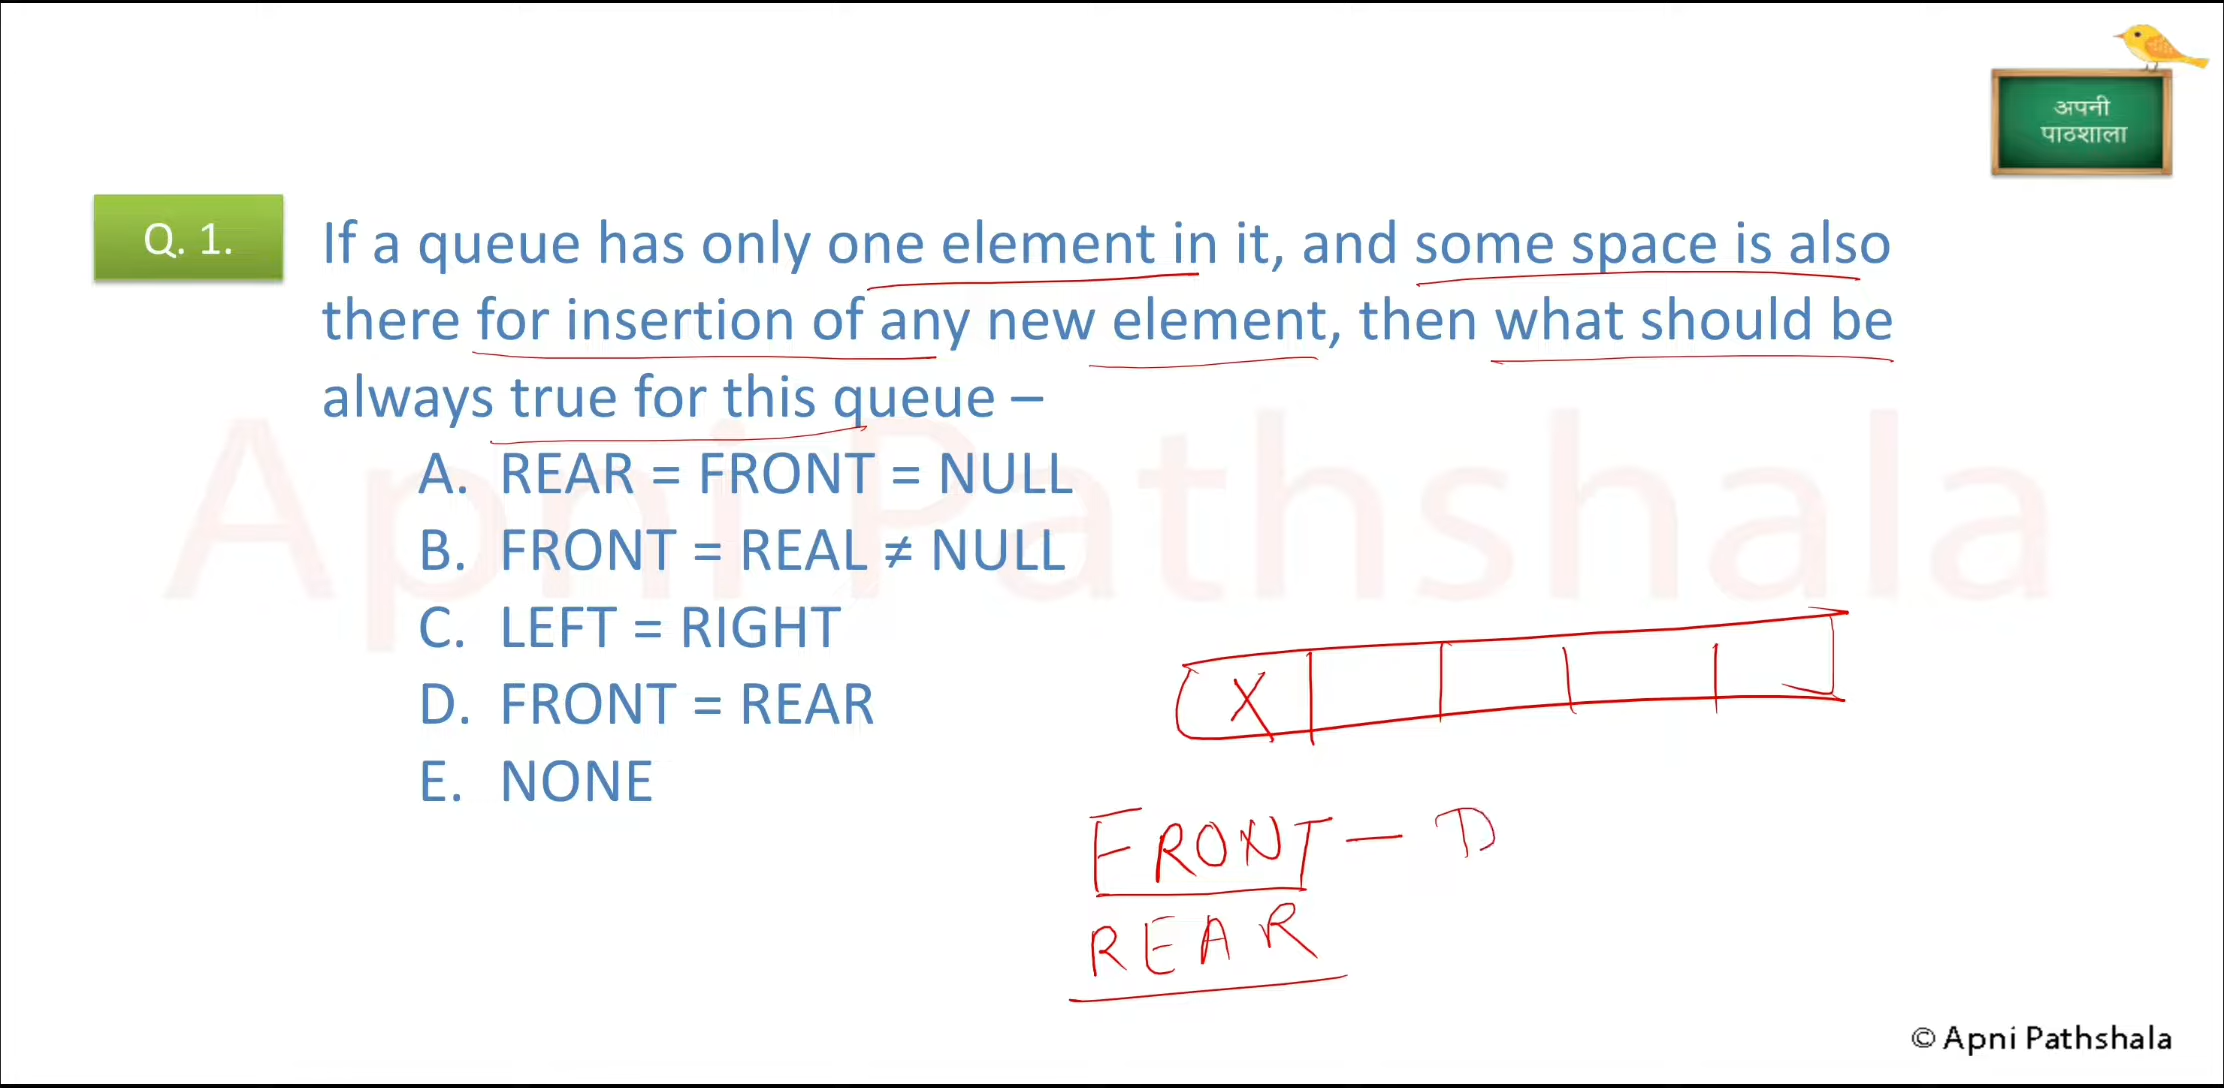 अपनी
पाठशाला
Q. 1.
If a queue has only one element in it, and some space is also
there for insertion of any new element, then what should be
always true for this queue –
A. REAR = FRONT = NULL
B. FRONT = REAL ≠ NULL
C. LEFT = RIGHT
D. FRONT = REAR
E. NONE
X
FRONT – D
REAR
Apni Pathshala
© Apni Pathshala